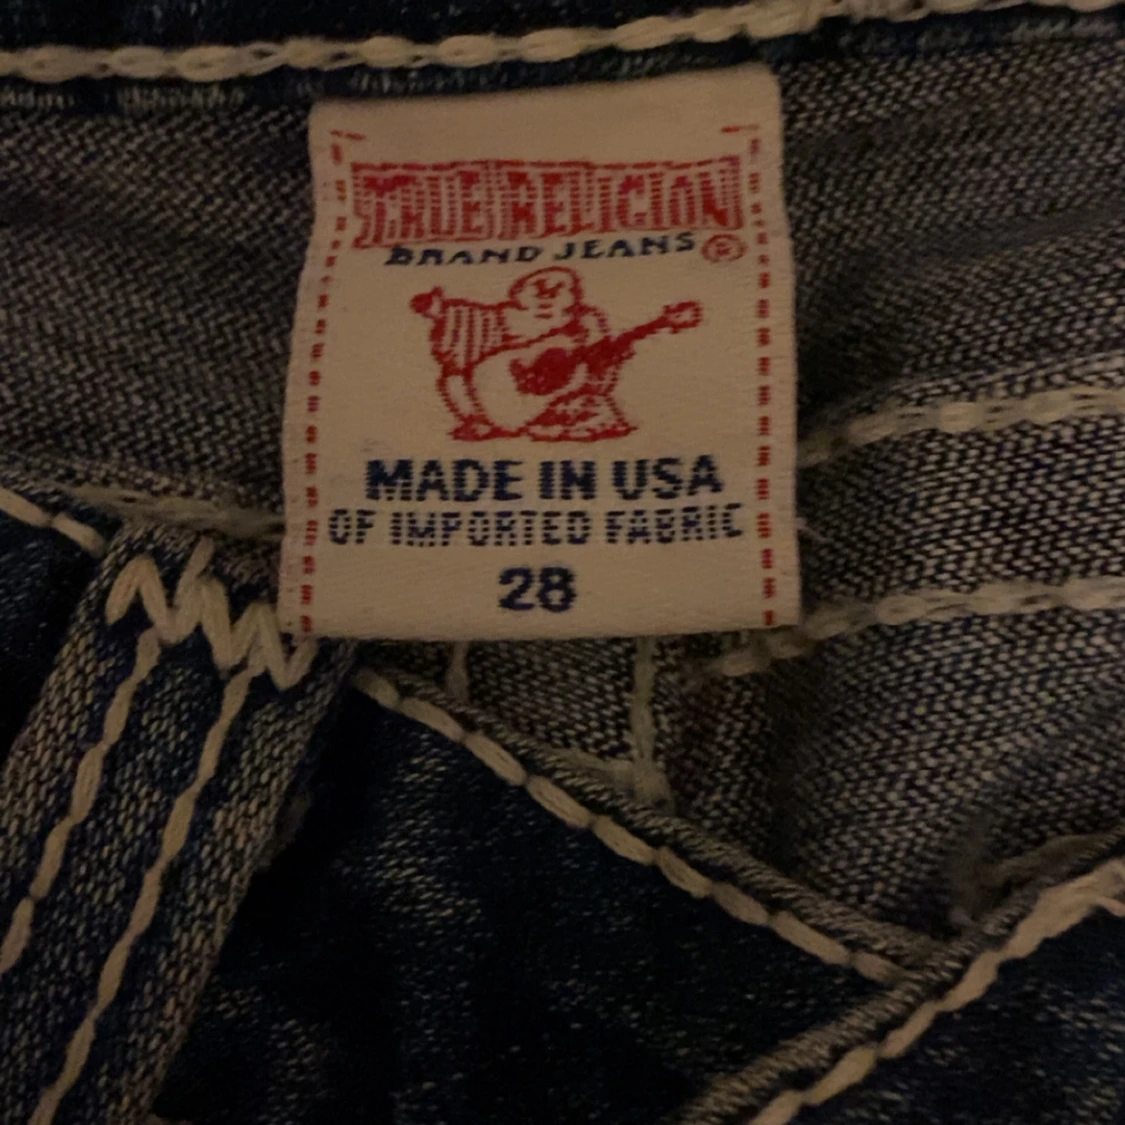 TRUE RELIGION
BRAND JEANS ®
MADE IN USA
OF IMPORTED FABRIC
28